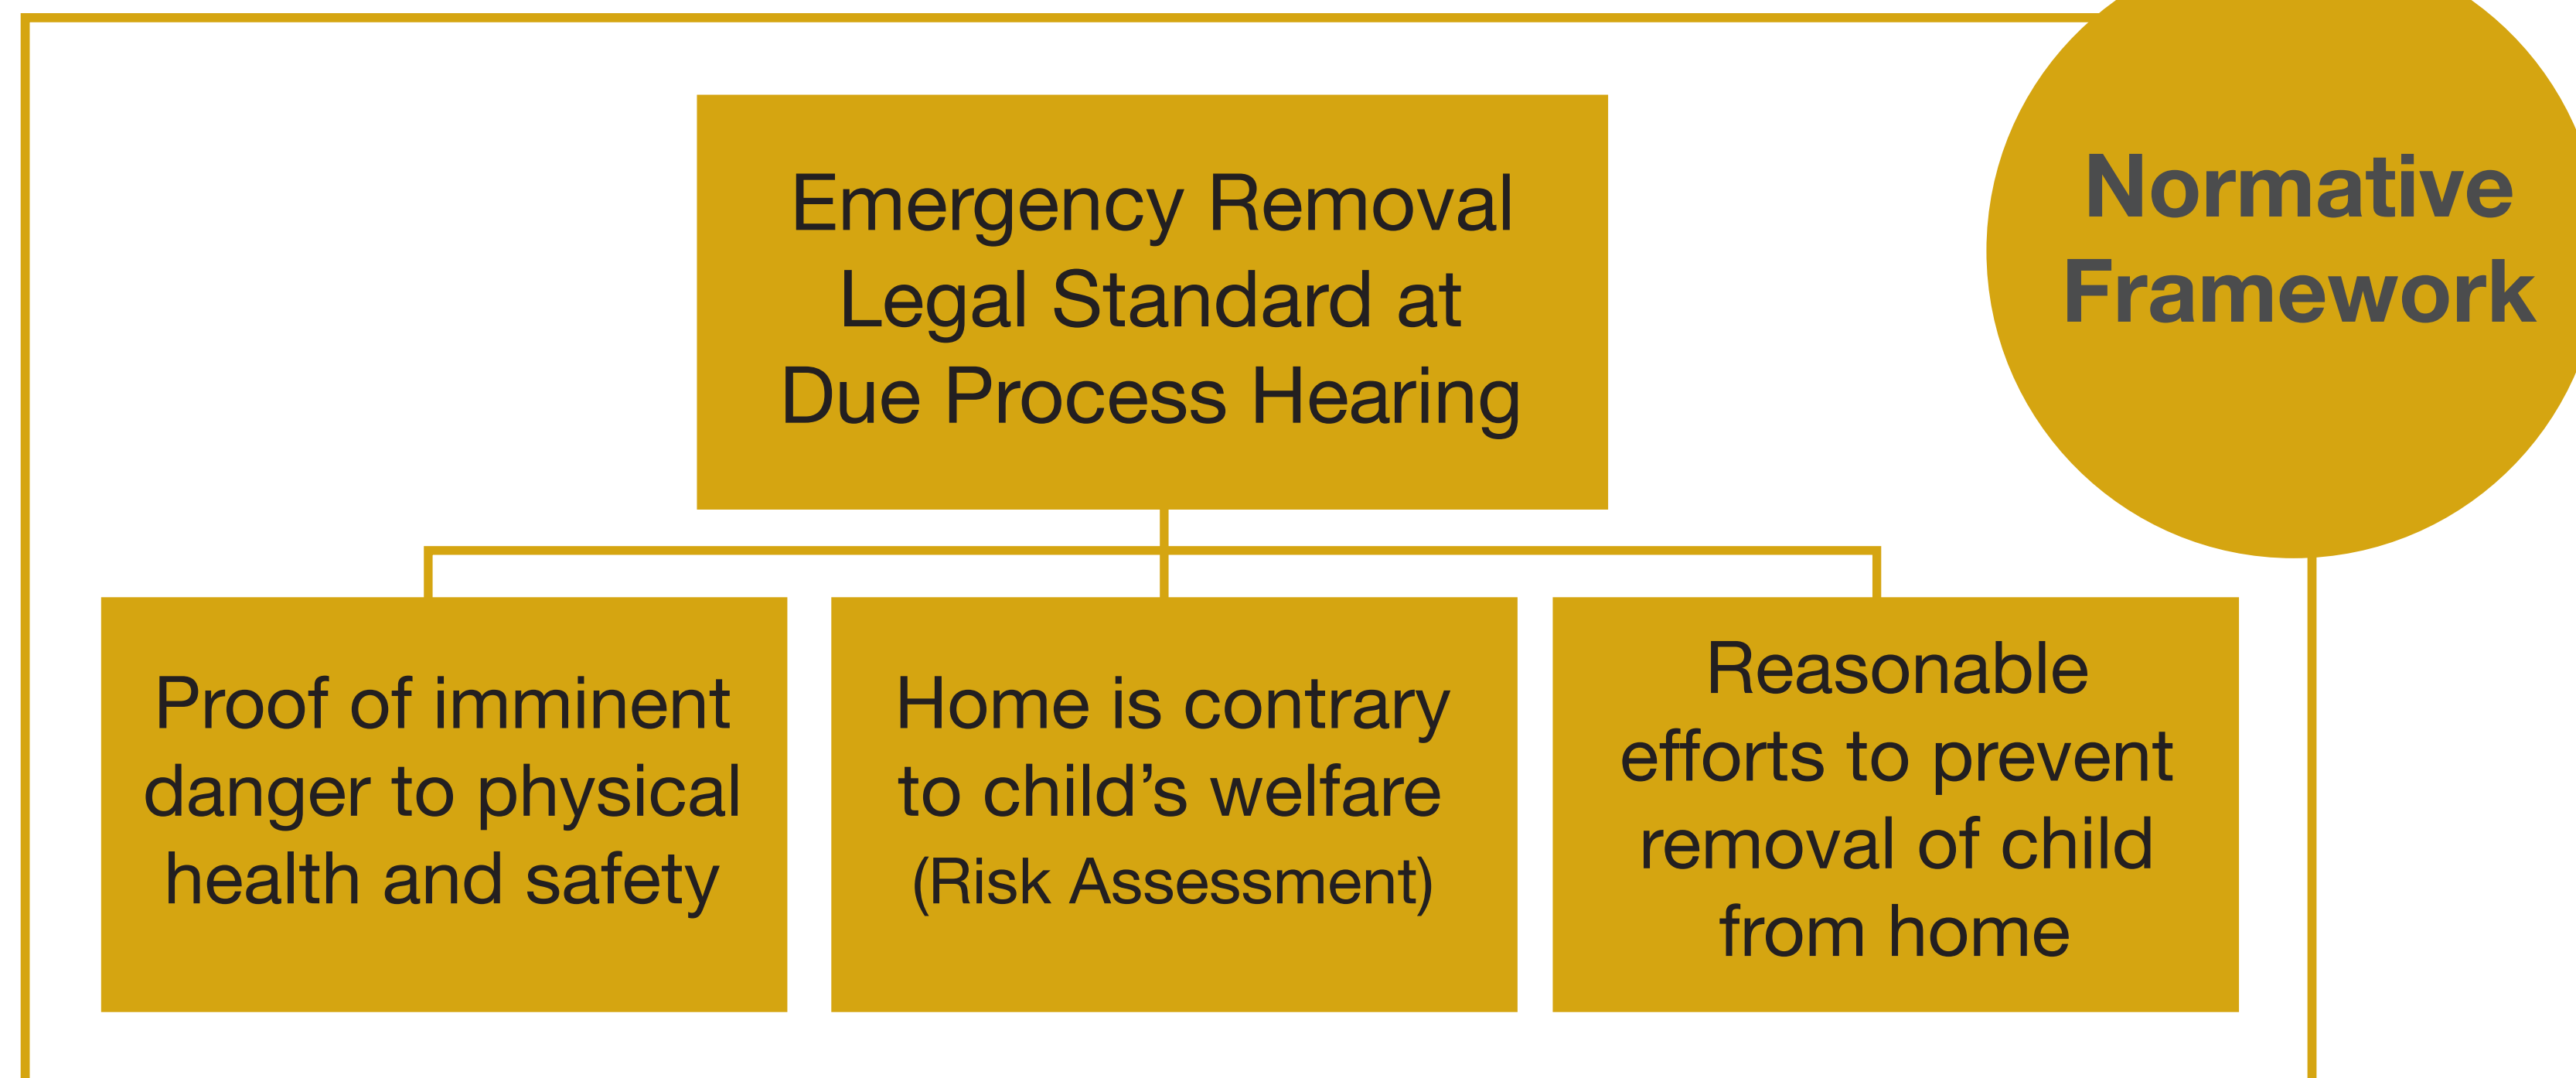 Normative
Framework
Emergency Removal
Legal Standard at
Due Process Hearing
Proof of imminent
danger to physical
health and safety
Home is contrary
to child’s welfare
(Risk Assessment)
Reasonable
efforts to prevent
removal of child
from home